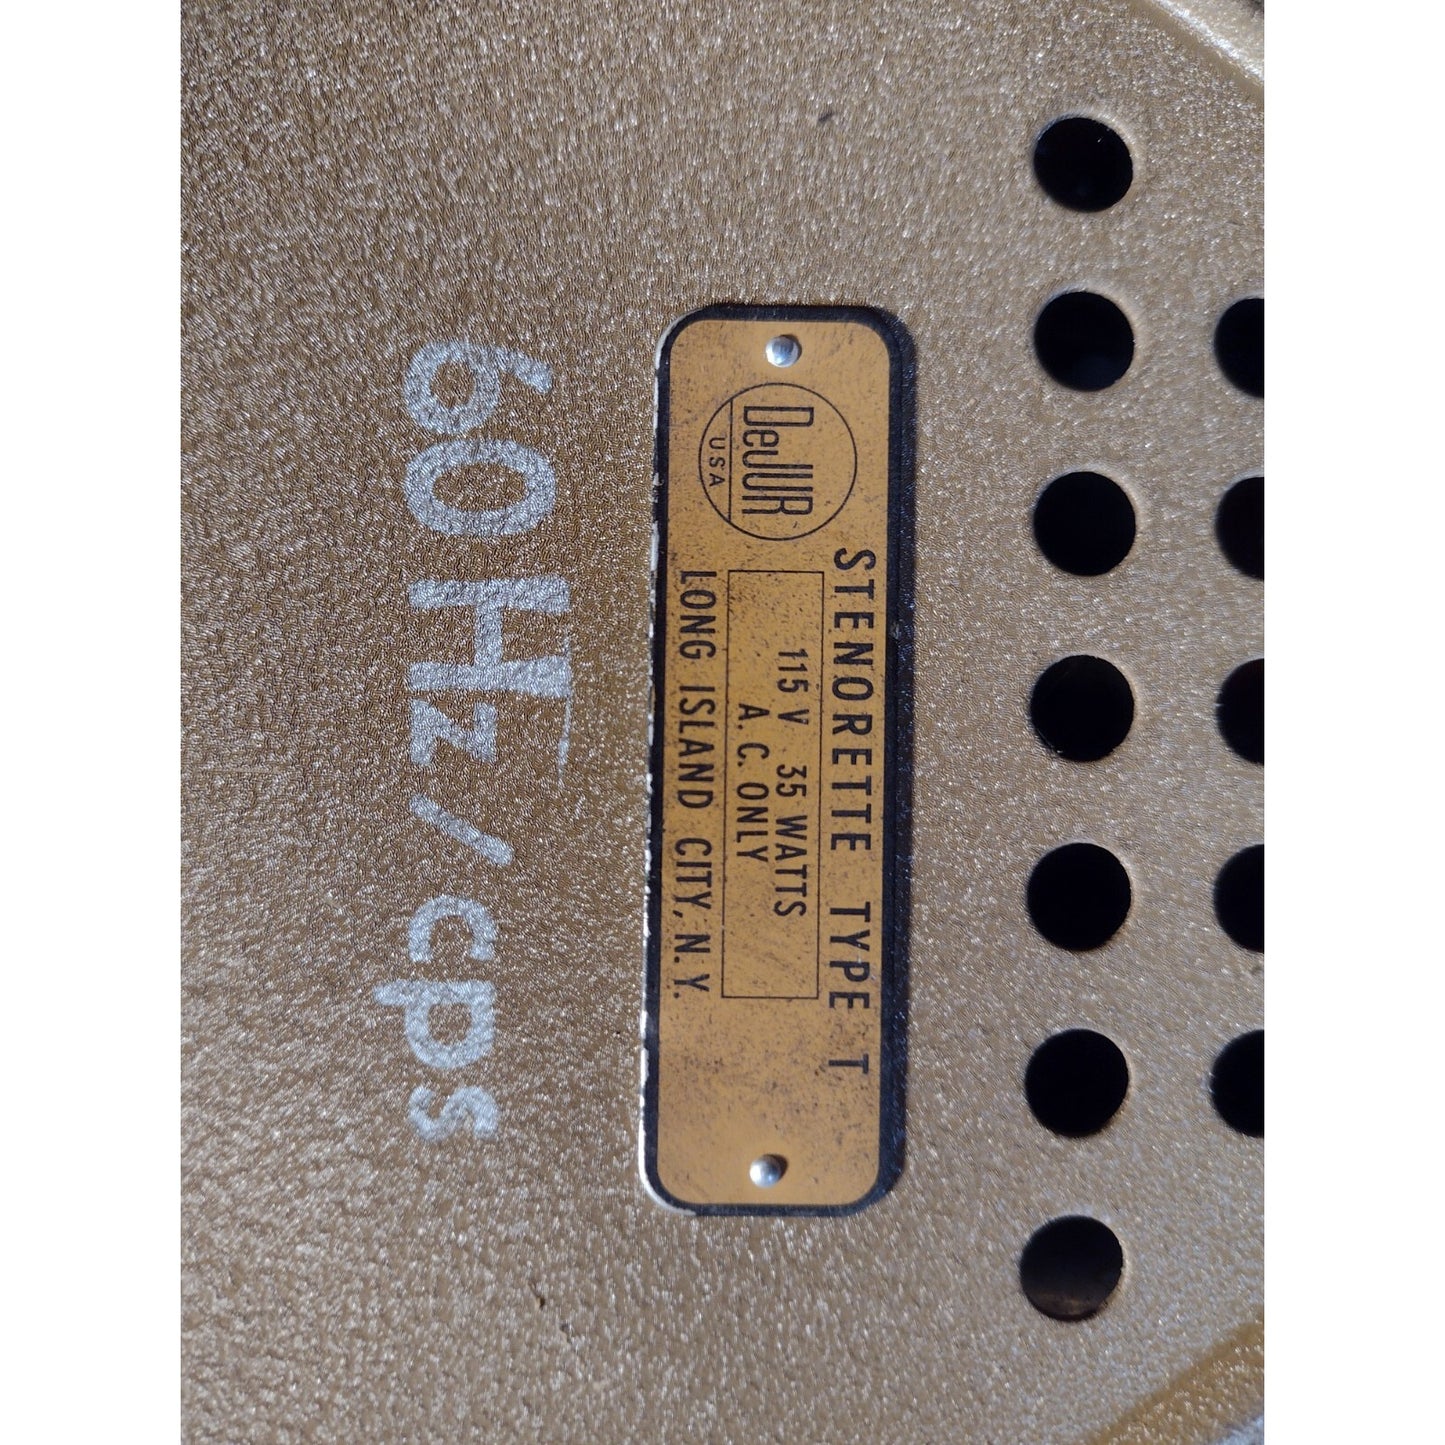 DeJUR
USA
STENORETTE TYPE T
115 V 35 WATTS
A.C. ONLY
LONG ISLAND CITY, N.Y.
60Hz/cps